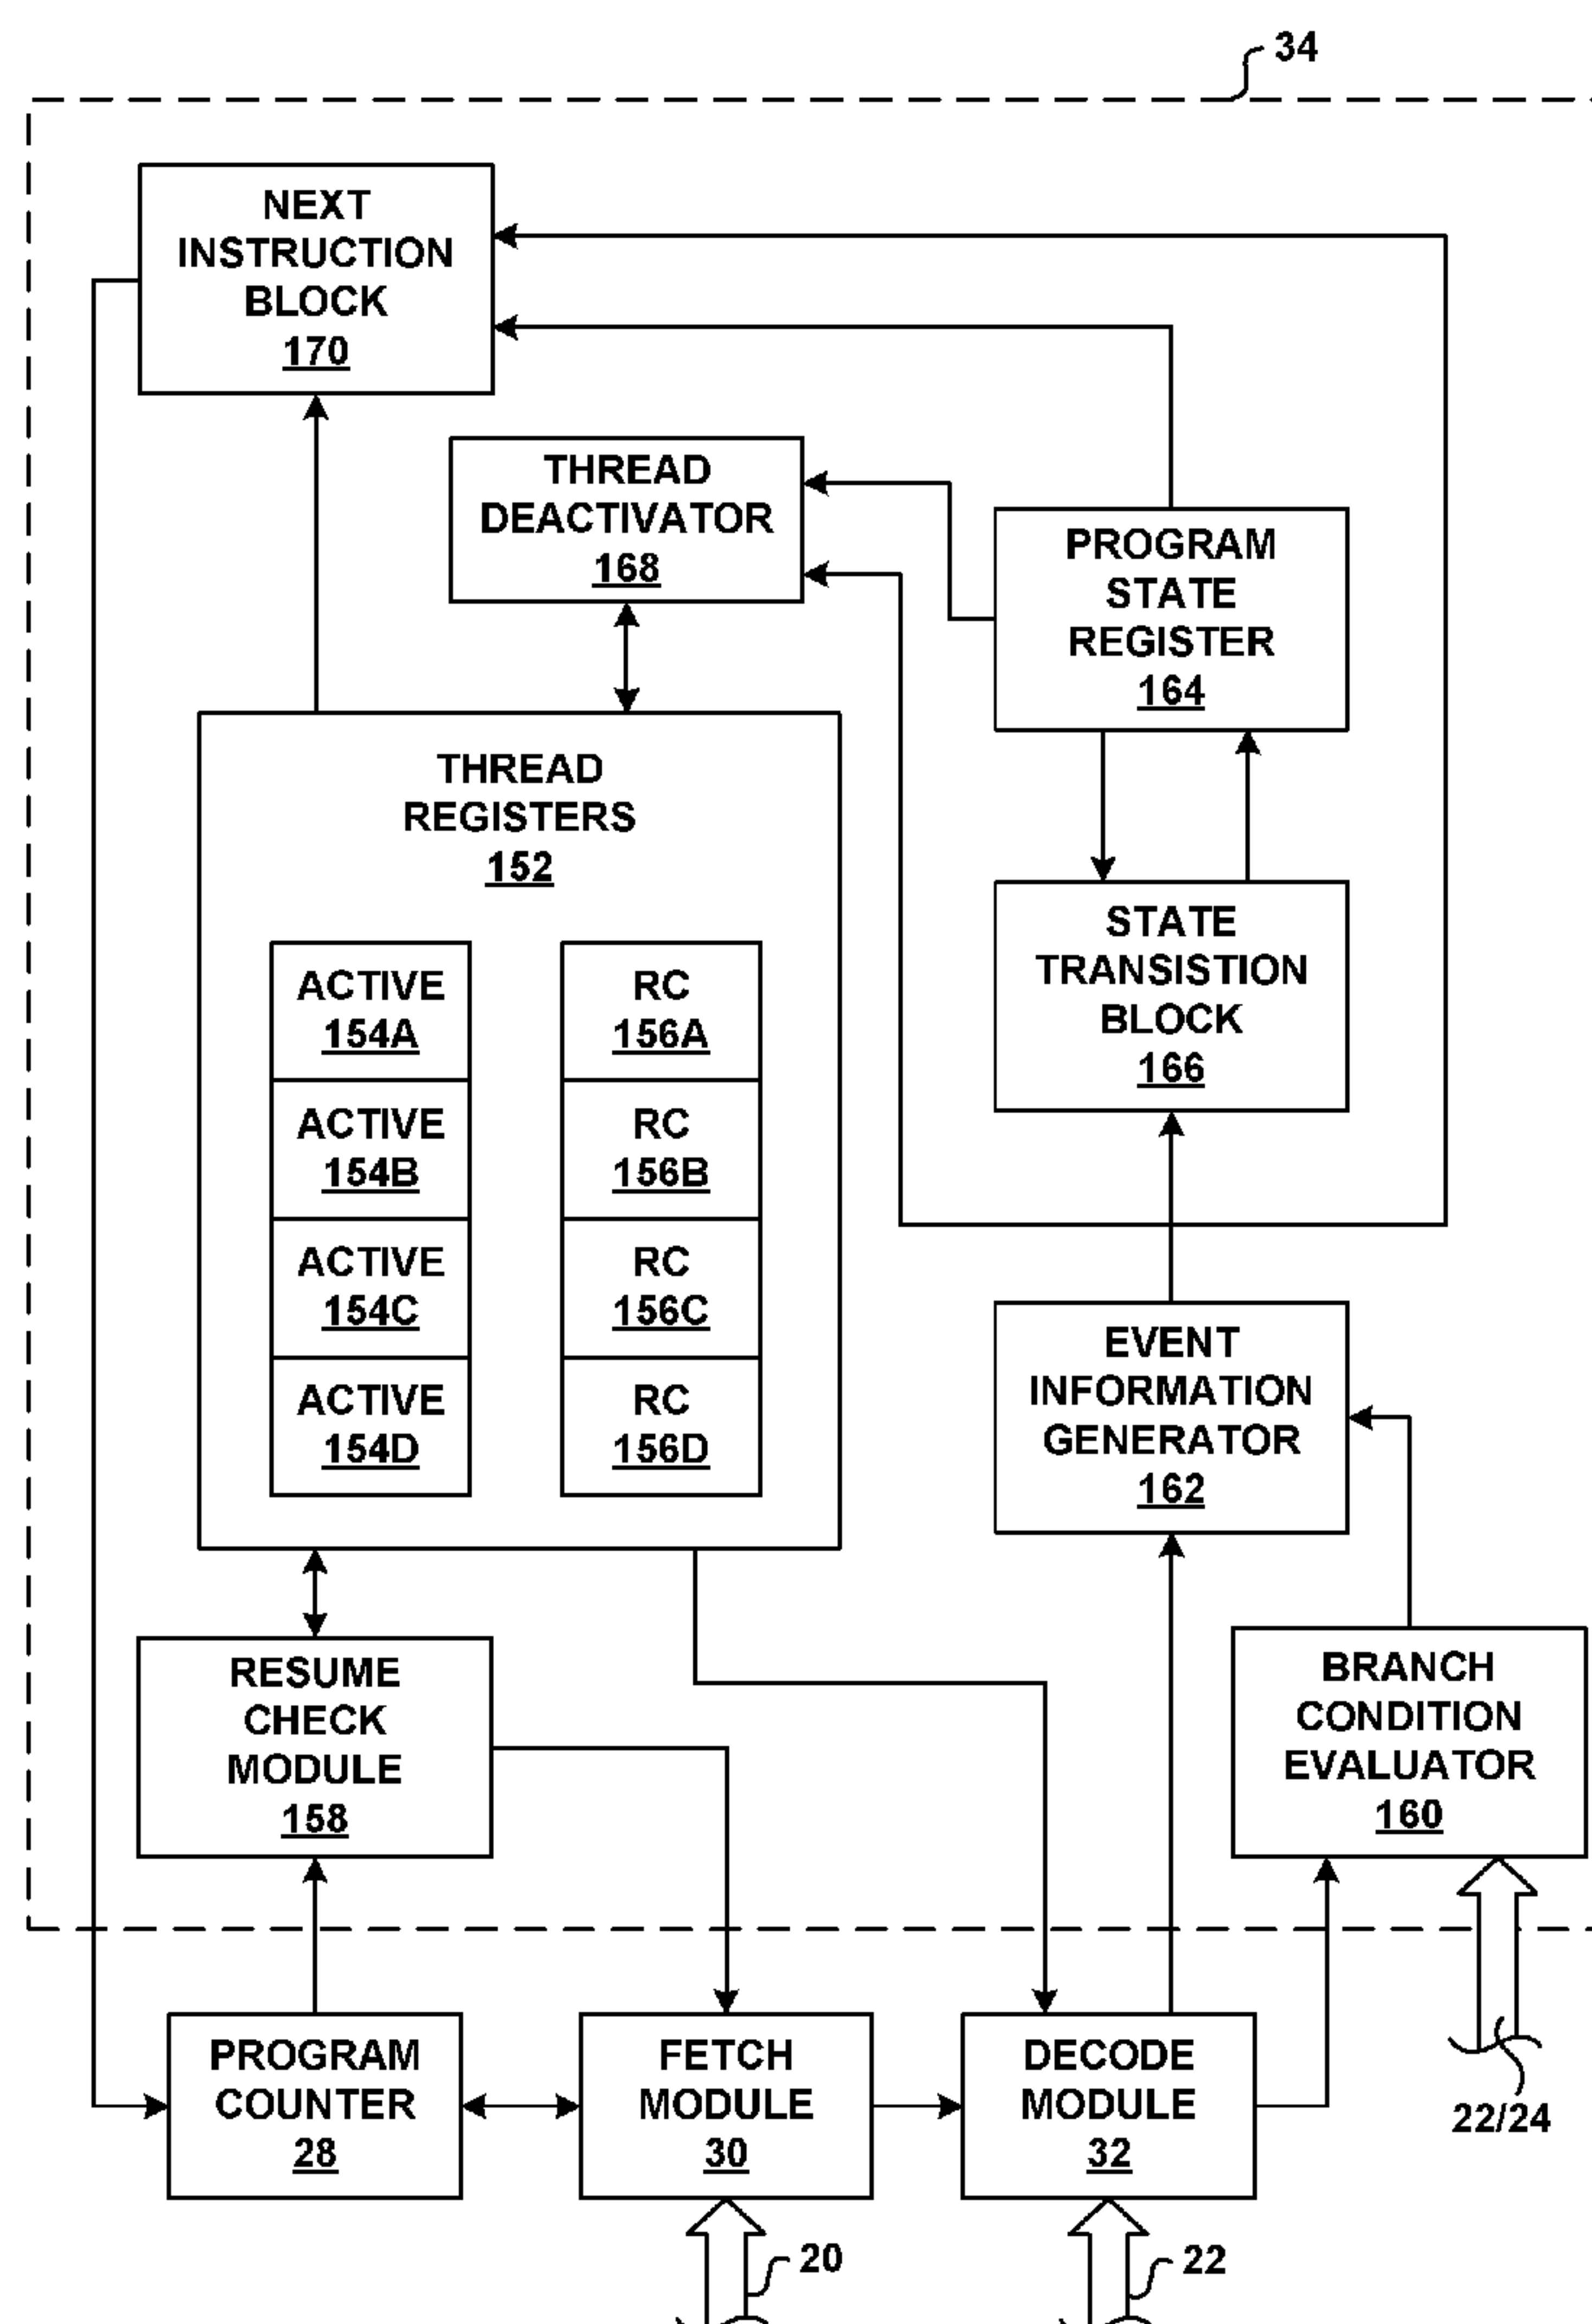 34
NEXT
INSTRUCTION
BLOCK
170
THREAD
DEACTIVATOR
168
PROGRAM
STATE
REGISTER
164
THREAD
REGISTERS
152
STATE
TRANSISTION
BLOCK
166
ACTIVE
154A
ACTIVE
154B
ACTIVE
154C
ACTIVE
154D
RC
156A
RC
156B
RC
156C
RC
156D
EVENT
INFORMATION
GENERATOR
162
RESUME
CHECK
MODULE
158
BRANCH
CONDITION
EVALUATOR
160
PROGRAM
COUNTER
28
FETCH
MODULE
30
DECODE
MODULE
32
22/24
20
22